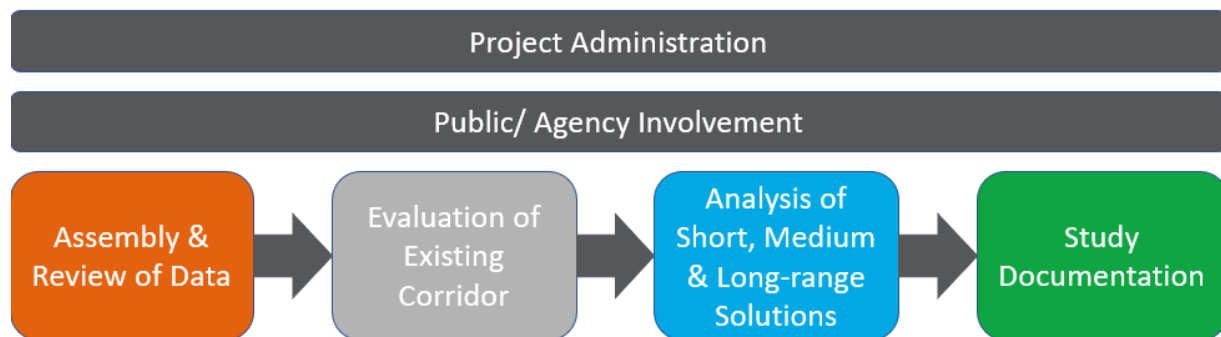 Project Administration
Public/ Agency Involvement
Assembly &
Review of Data
Evaluation of
Existing
Corridor
Analysis of
Short, Medium
& Long-range
Solutions
Study
Documentation